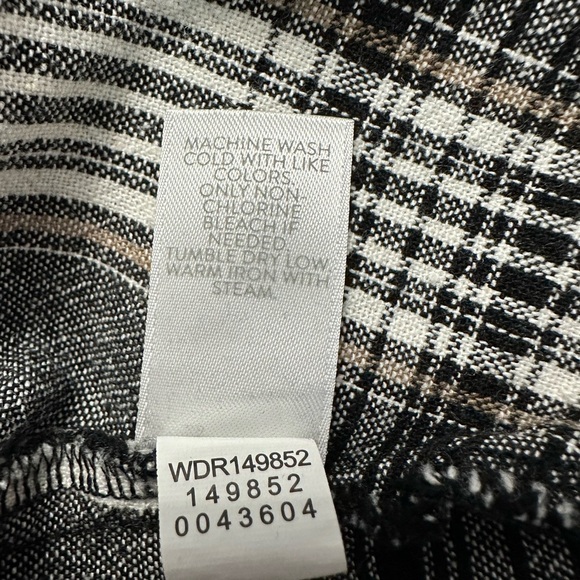 MACHINE WASH
COLD WITH LIKE
COLORS.
ONLY NON-
CHLORINE
BLEACH IF
NEEDED.
TUMBLE DRY LOW.
WARM IRON WITH
STEAM.
WDR149852
149852
0043604